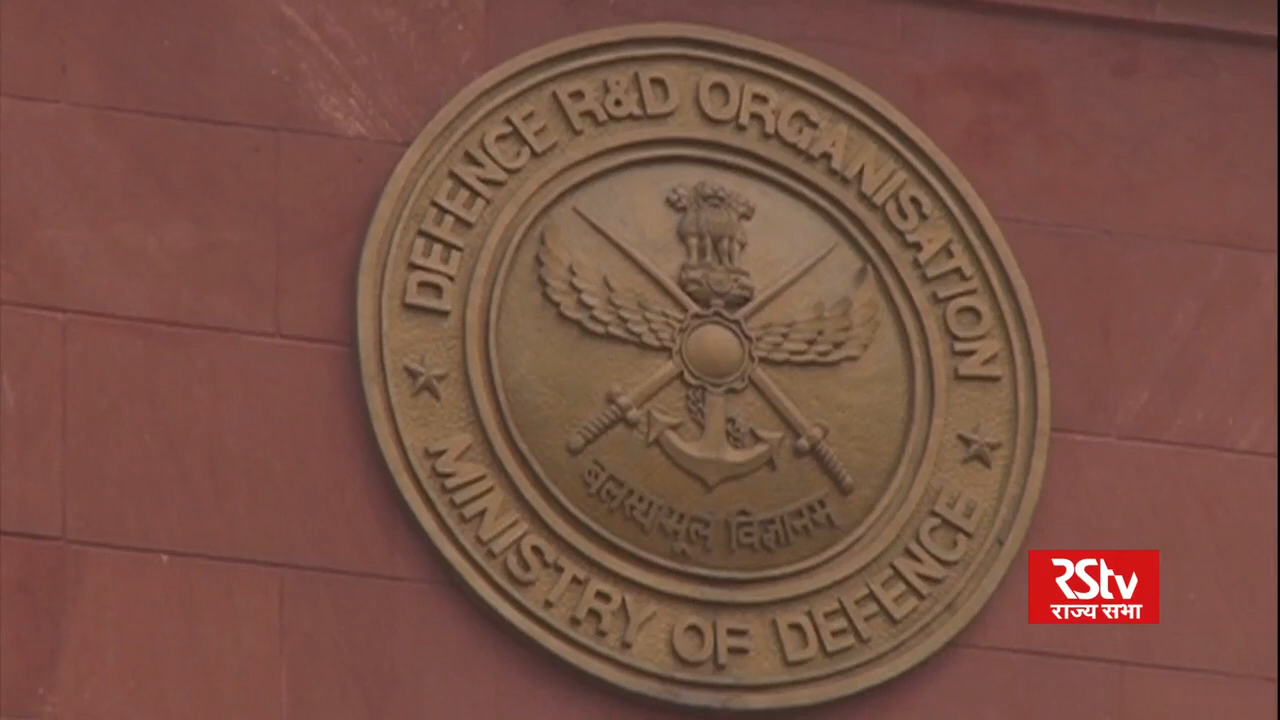 DEFENCE R&D ORGANISATION
बलस्य मूलं विज्ञानम्
MINISTRY OF DEFENCE
RStv
राज्य सभा